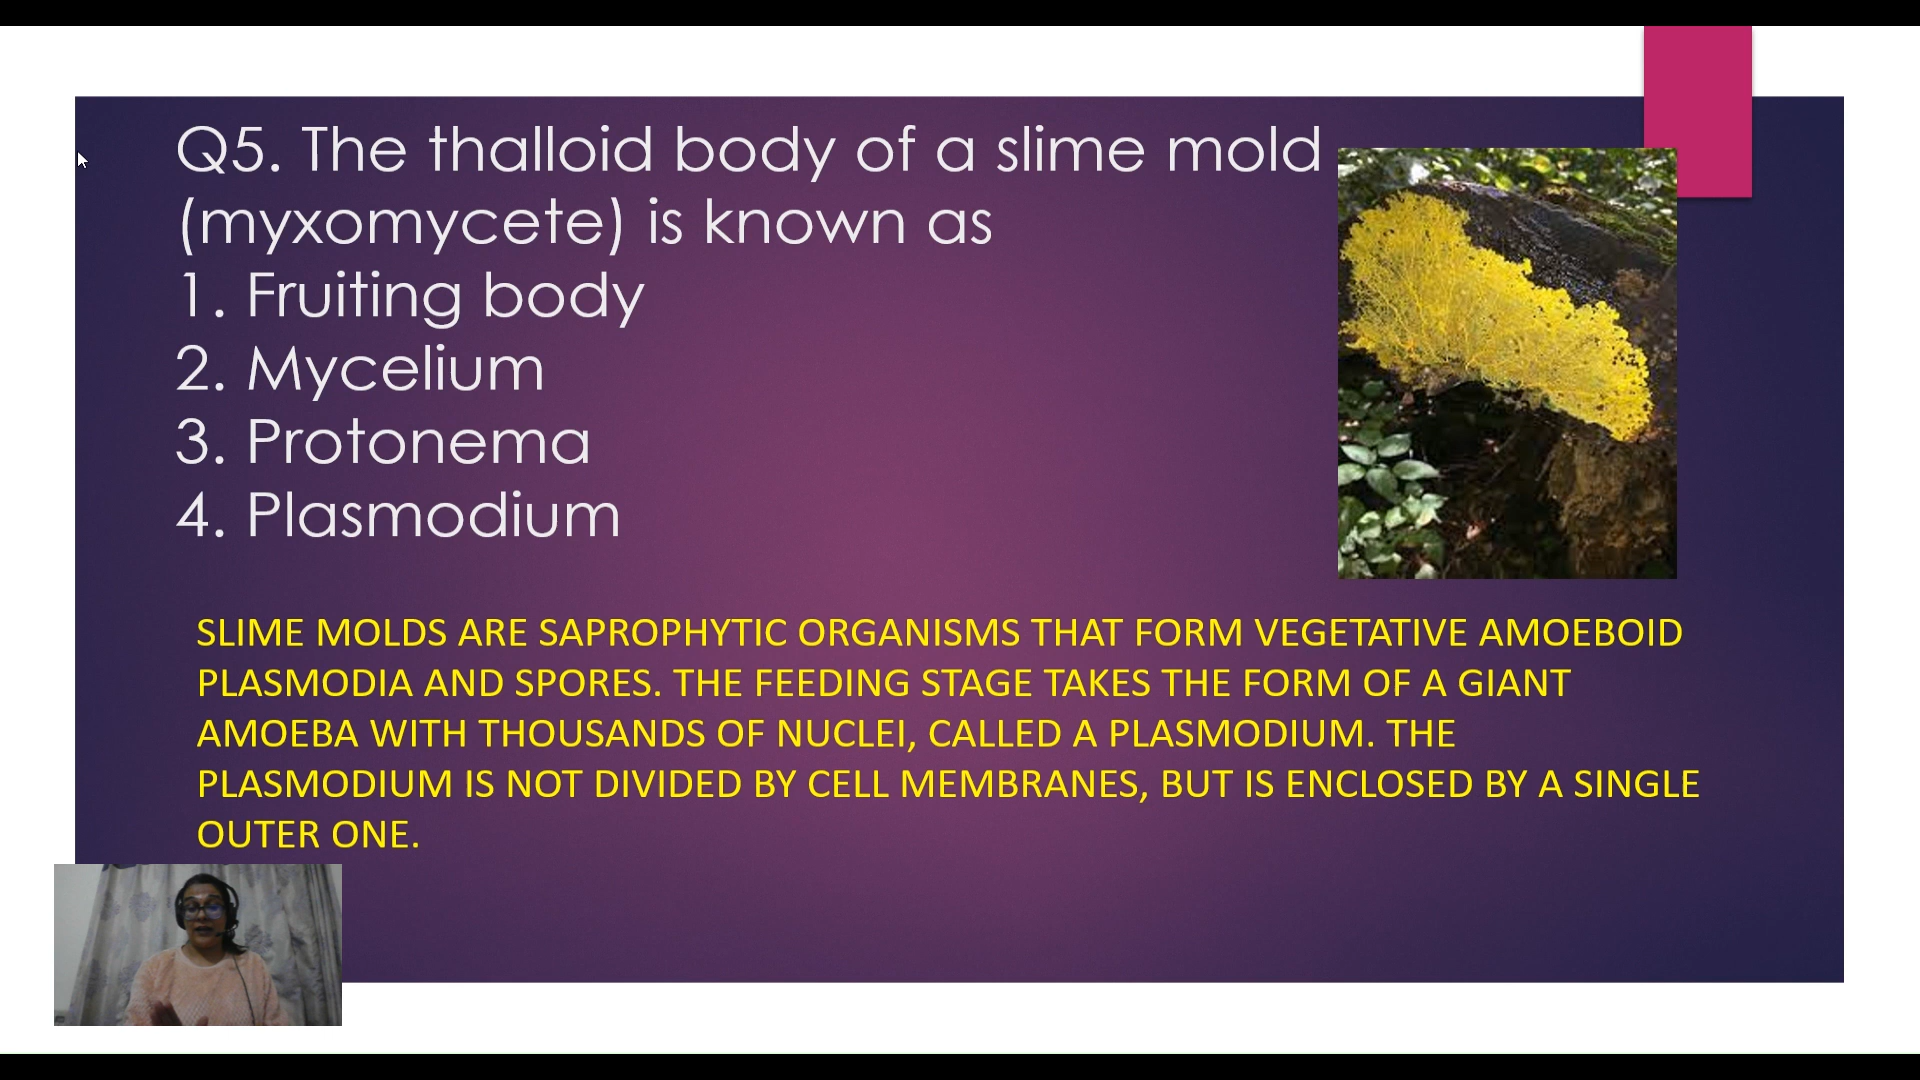 Q5. The thalloid body of a slime mold
(myxomycete) is known as
1. Fruiting body
2. Mycelium
3. Protonema
4. Plasmodium
SLIME MOLDS ARE SAPROPHYTIC ORGANISMS THAT FORM VEGETATIVE AMOEBOID
PLASMODIA AND SPORES. THE FEEDING STAGE TAKES THE FORM OF A GIANT
AMOEBA WITH THOUSANDS OF NUCLEI, CALLED A PLASMODIUM. THE
PLASMODIUM IS NOT DIVIDED BY CELL MEMBRANES, BUT IS ENCLOSED BY A SINGLE
OUTER ONE.